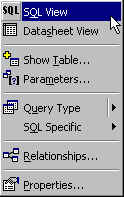 SQL SQL View
Datasheet View
Show Table...
Parameters...
Query Type
SQL Specific
Relationships...
Properties...